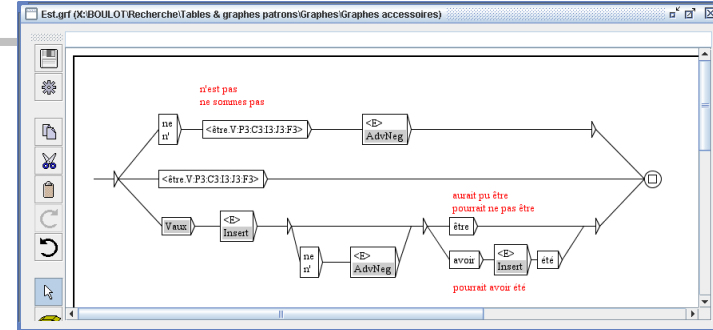 Est.grf (X:\BOULOT\Recherche\Tables & graphes patrons\Graphes\Graphes accessoires)
n'est pas
ne sommes pas
ne
n'
<être.V:P3:C3:I3:J3:F3>
<E>
AdvNeg
<être.V:P3:C3:I3:J3:F3>
aurait pu être
pourrait ne pas être
Vaux
<E>
Insert
être
ne
n'
<E>
AdvNeg
avoir
<E>
Insert
été
pourrait avoir été